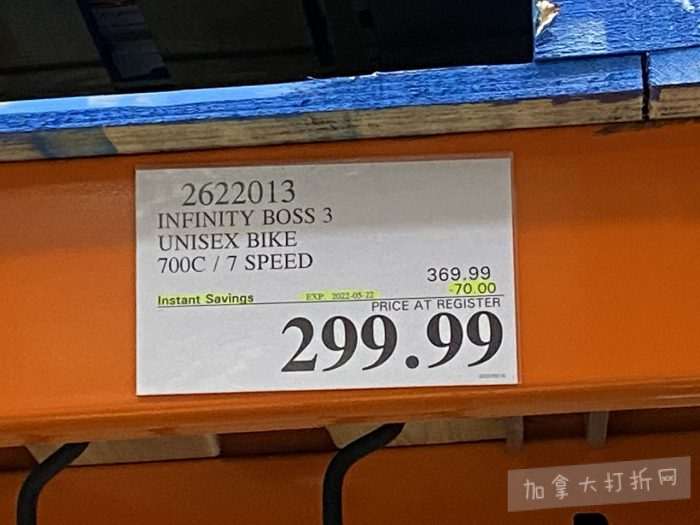 2622013
INFINITY BOSS 3
UNISEX BIKE
700C / 7 SPEED
369.99
Instant Savings EXP. 2022-05-22 -70.00
PRICE AT REGISTER
299.99
加拿大打折网